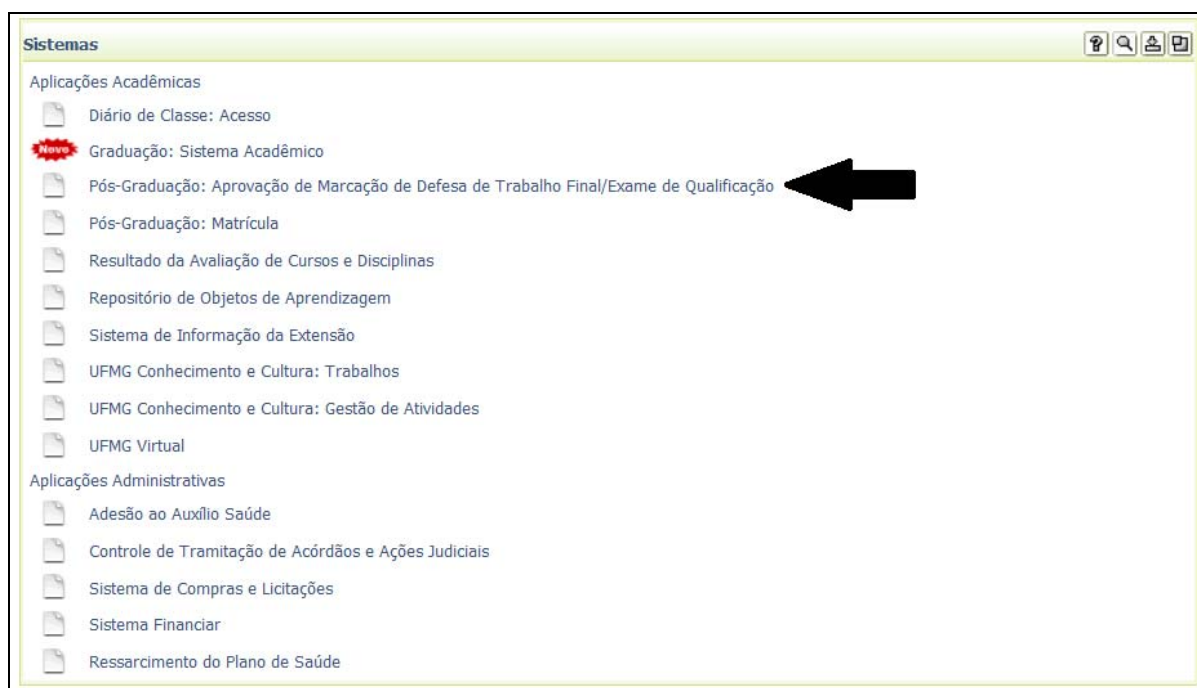 Sistemas
Aplicações Acadêmicas
Diário de Classe: Acesso
Novo Graduação: Sistema Acadêmico
Pós-Graduação: Aprovação de Marcação de Defesa de Trabalho Final/Exame de Qualificação
Pós-Graduação: Matrícula
Resultado da Avaliação de Cursos e Disciplinas
Repositório de Objetos de Aprendizagem
Sistema de Informação da Extensão
UFMG Conhecimento e Cultura: Trabalhos
UFMG Conhecimento e Cultura: Gestão de Atividades
UFMG Virtual
Aplicações Administrativas
Adesão ao Auxílio Saúde
Controle de Tramitação de Acórdãos e Ações Judiciais
Sistema de Compras e Licitações
Sistema Financiar
Ressarcimento do Plano de Saúde